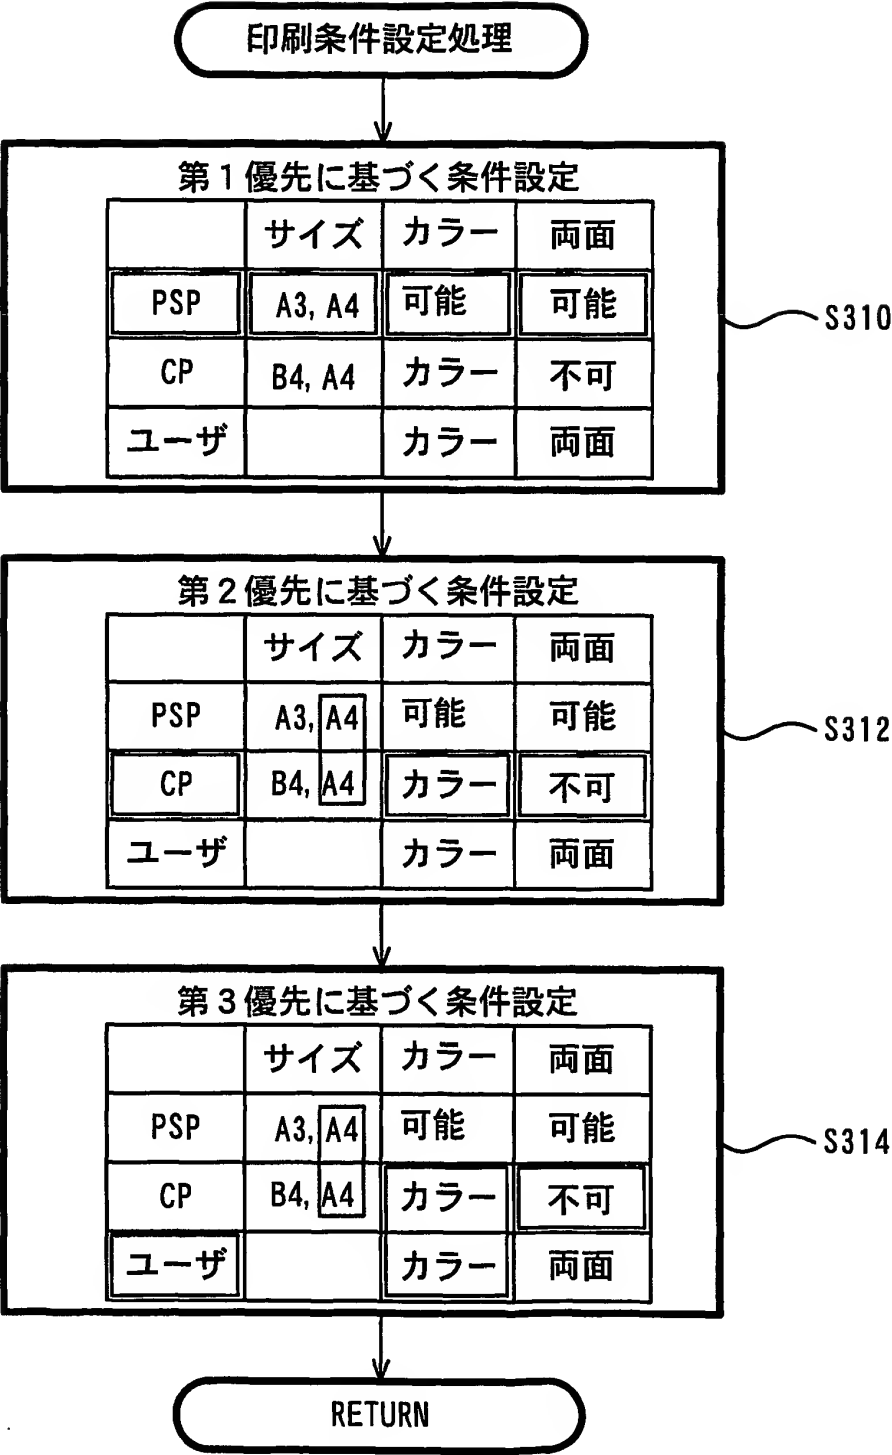 印刷条件設定処理
第1優先に基づく条件設定
サイズ カラー 両面
PSP A3, A4 可能 可能
CP B4, A4 カラー 不可
ユーザ カラー 両面
S310
第2優先に基づく条件設定
サイズ カラー 両面
PSP A3, A4 可能 可能
CP B4, A4 カラー 不可
ユーザ カラー 両面
S312
第3優先に基づく条件設定
サイズ カラー 両面
PSP A3, A4 可能 可能
CP B4, A4 カラー 不可
ユーザ カラー 両面
S314
RETURN